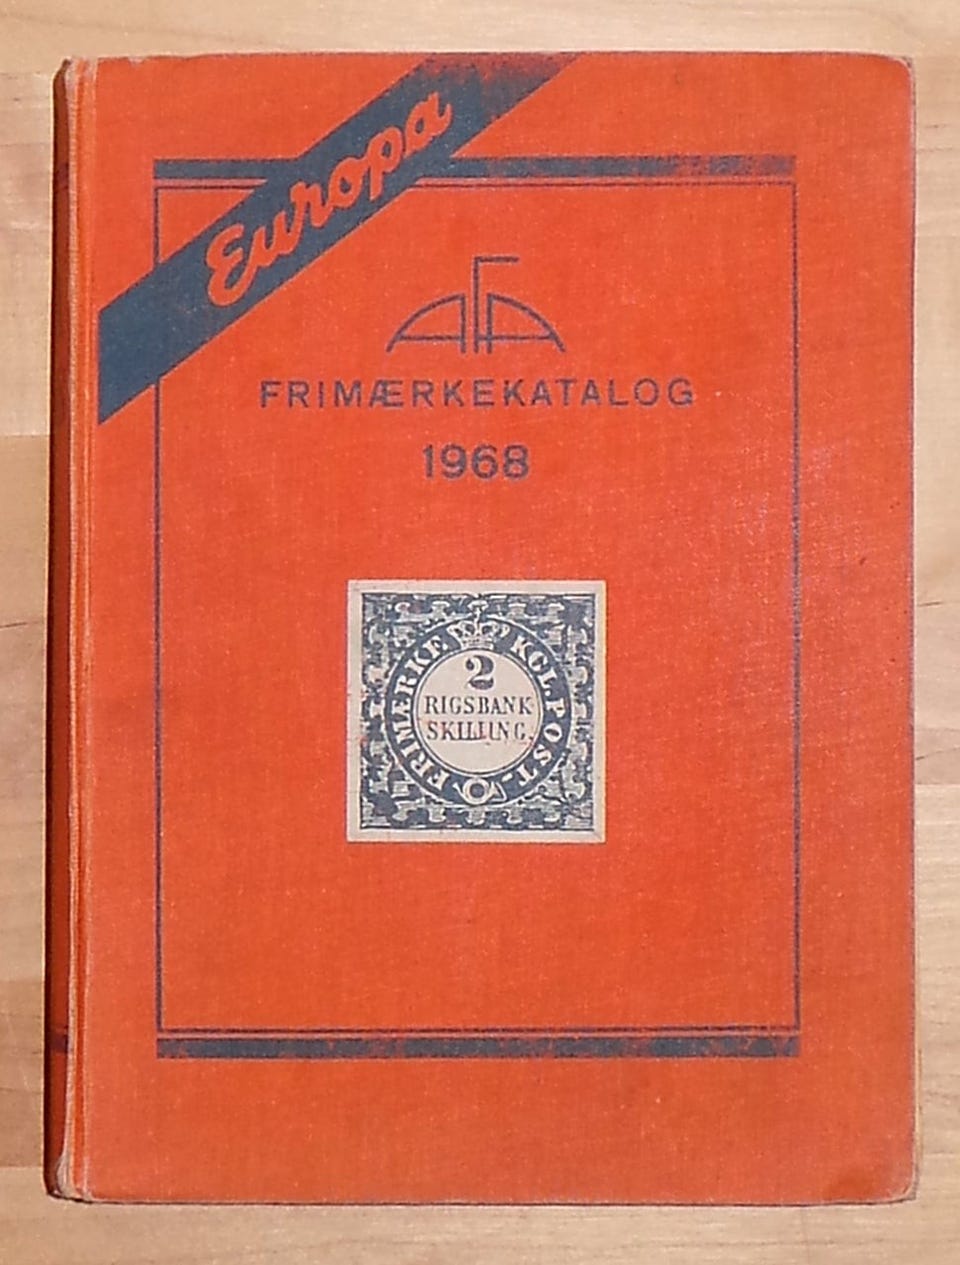 Europa
AFA
FRIMÆRKEKATALOG
1968
FRIMÆRKE KGL. POST-
2
RIGSBANK
SKILLING.